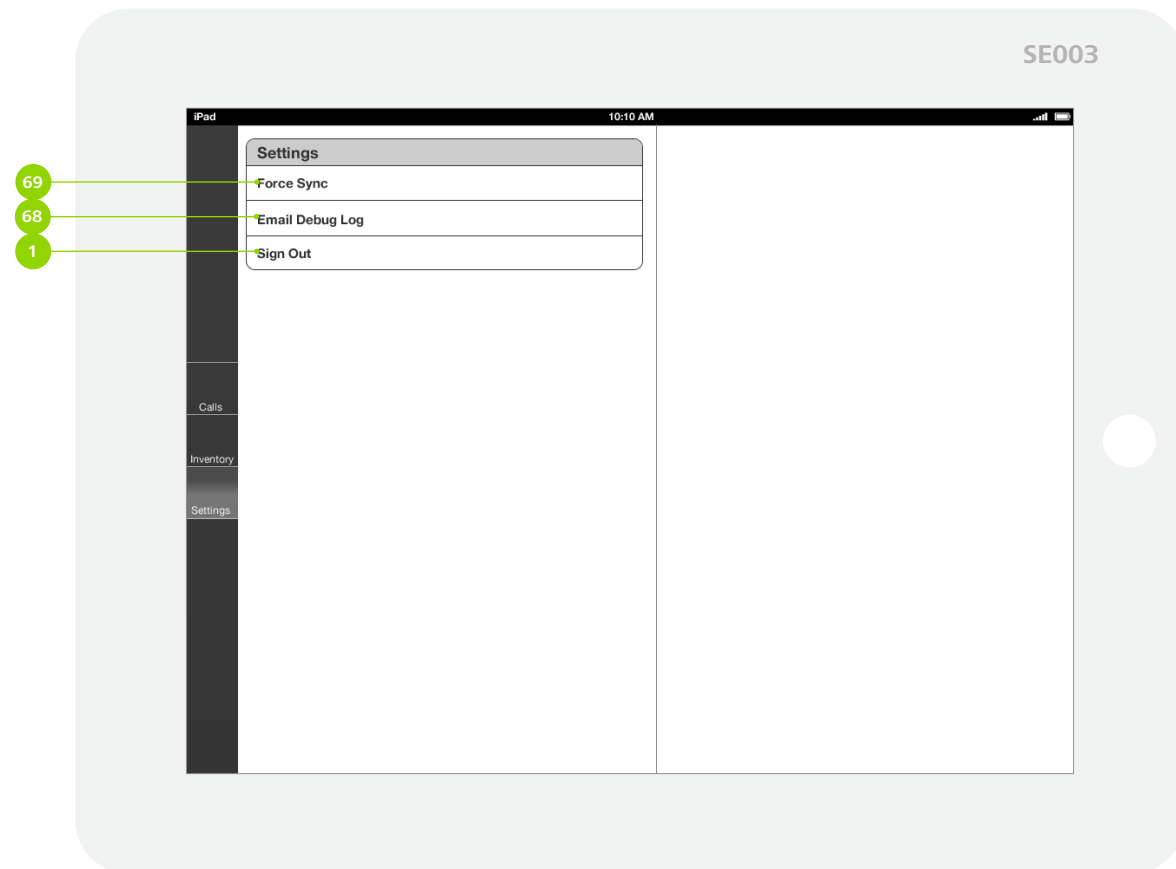 SE003
iPad 10:10 AM
Settings
69 Force Sync
68 Email Debug Log
1 Sign Out
Calls
Inventory
Settings